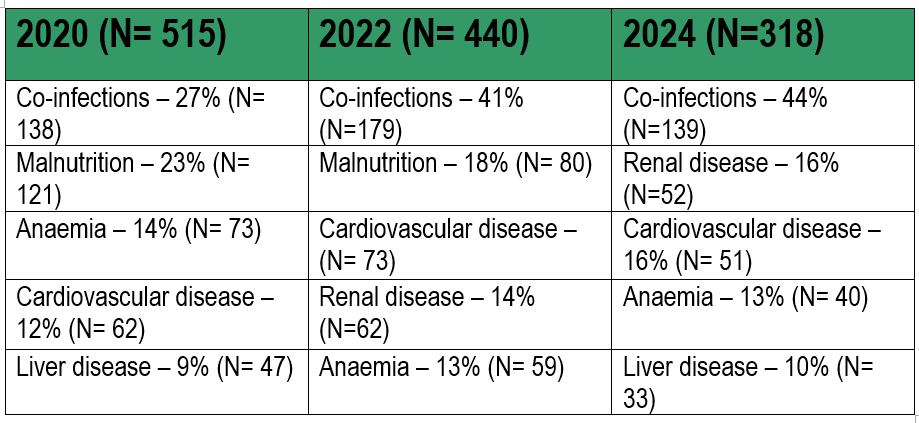 2020 (N= 515)
2022 (N= 440)
2024 (N=318)
Co-infections – 27% (N=
138)
Co-infections – 41%
(N=179)
Co-infections – 44%
(N=139)
Malnutrition – 23% (N=
121)
Malnutrition – 18% (N= 80)
Renal disease – 16%
(N=52)
Anaemia – 14% (N= 73)
Cardiovascular disease –
(N= 73)
Cardiovascular disease –
16% (N= 51)
Cardiovascular disease –
12% (N= 62)
Renal disease – 14%
(N=62)
Anaemia – 13% (N= 40)
Liver disease – 9% (N= 47)
Anaemia – 13% (N= 59)
Liver disease – 10% (N=
33)